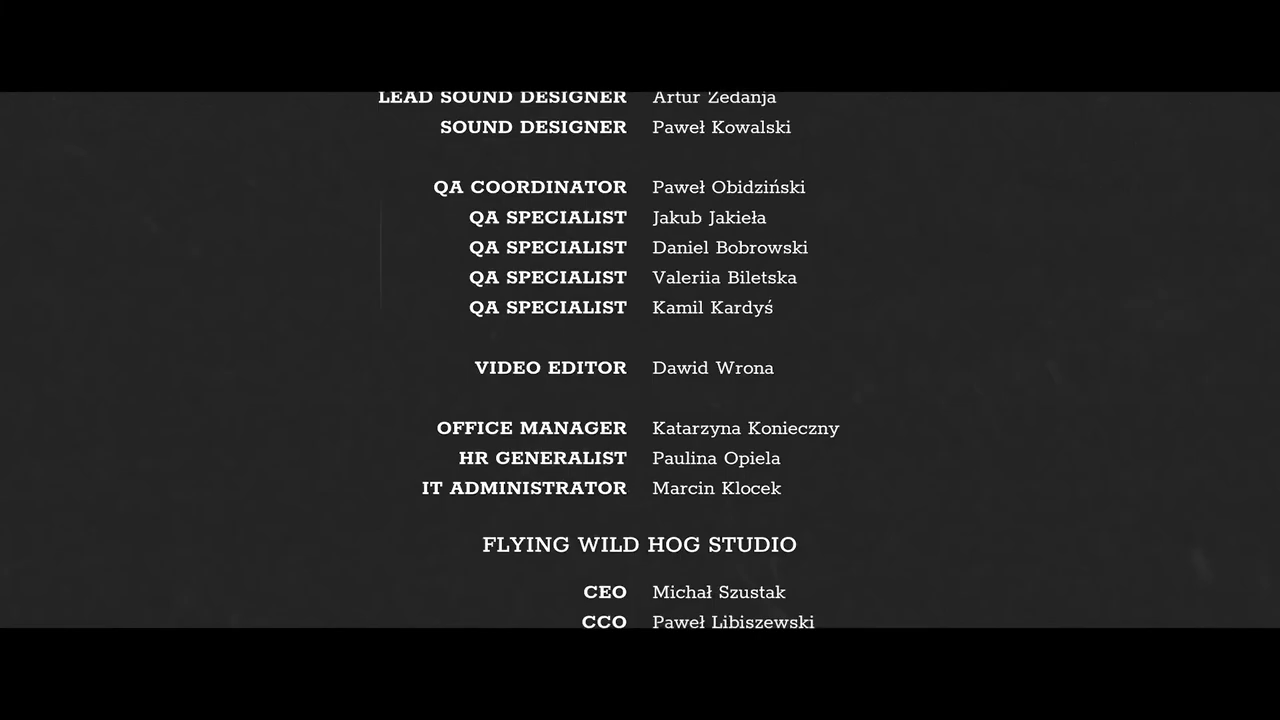 LEAD SOUND DESIGNER Artur Zedanja
SOUND DESIGNER Paweł Kowalski
QA COORDINATOR Paweł Obidziński
QA SPECIALIST Jakub Jakieła
QA SPECIALIST Daniel Bobrowski
QA SPECIALIST Valeriia Biletska
QA SPECIALIST Kamil Kardyś
VIDEO EDITOR Dawid Wrona
OFFICE MANAGER Katarzyna Konieczny
HR GENERALIST Paulina Opiela
IT ADMINISTRATOR Marcin Klocek
FLYING WILD HOG STUDIO
CEO Michał Szustak
CCO Paweł Libiszewski